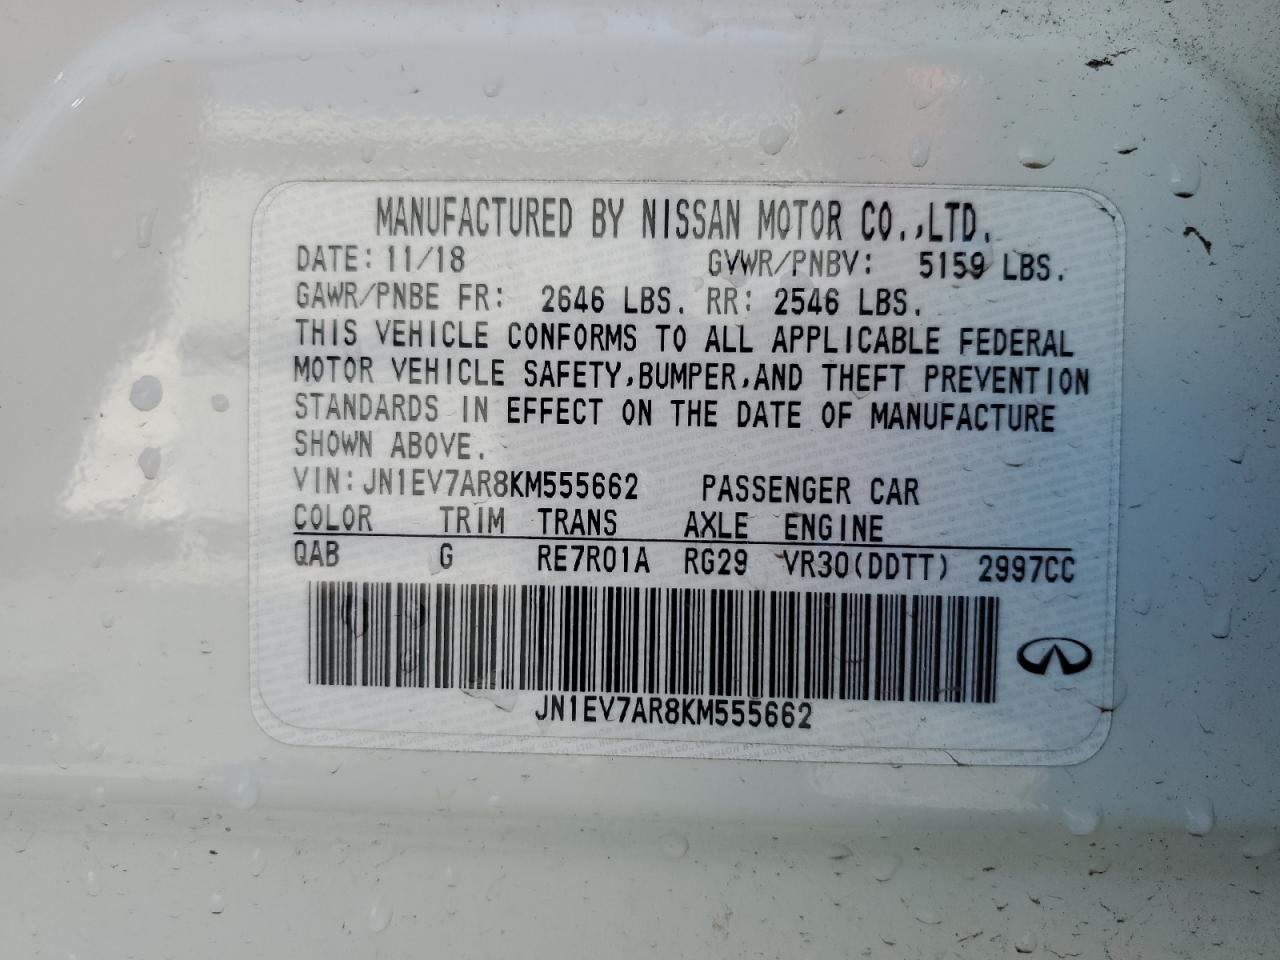 MANUFACTURED BY NISSAN MOTOR CO.,LTD.
DATE: 11/18 GVWR/PNBV: 5159 LBS.
GAWR/PNBE FR: 2646 LBS. RR: 2546 LBS.
THIS VEHICLE CONFORMS TO ALL APPLICABLE FEDERAL
MOTOR VEHICLE SAFETY,BUMPER,AND THEFT PREVENTION
STANDARDS IN EFFECT ON THE DATE OF MANUFACTURE
SHOWN ABOVE.
VIN: JN1EV7AR8KM555662 PASSENGER CAR
COLOR TRIM TRANS AXLE ENGINE
QAB G RE7R01A RG29 VR30(DDTT) 2997CC
JN1EV7AR8KM555662